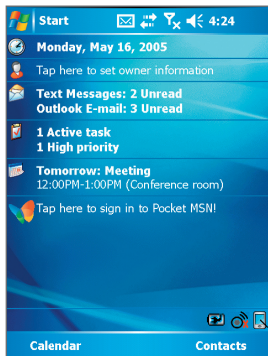 Start 4:24
Monday, May 16, 2005
Tap here to set owner information
Text Messages: 2 Unread
Outlook E-mail: 3 Unread
1 Active task
1 High priority
Tomorrow: Meeting
12:00PM-1:00PM (Conference room)
Tap here to sign in to Pocket MSN!
Calendar Contacts